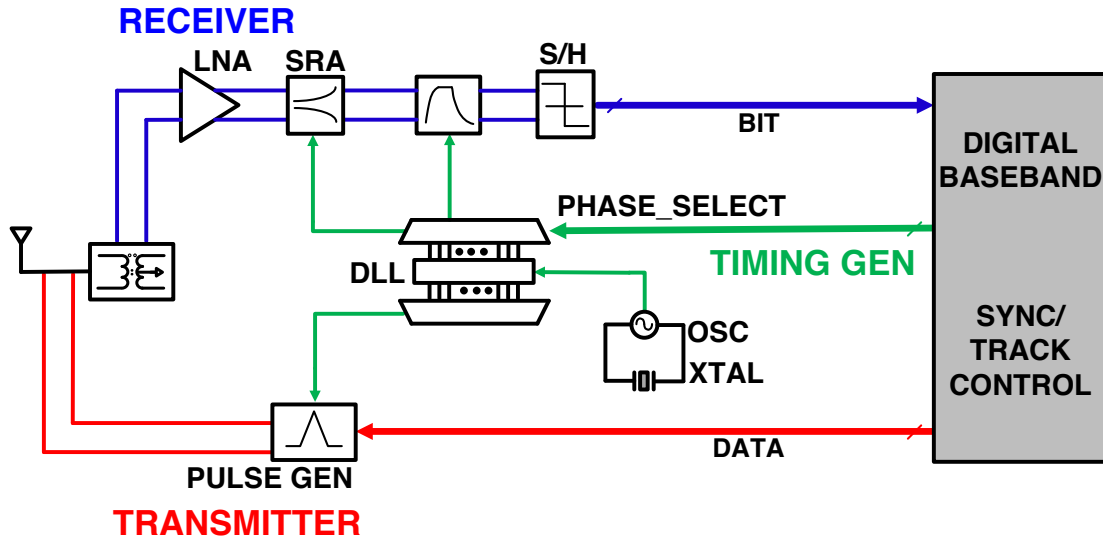 RECEIVER
LNA
SRA
S/H
BIT
DIGITAL
BASEBAND
PHASE_SELECT
TIMING GEN
DLL
OSC
XTAL
SYNC/
TRACK
CONTROL
DATA
PULSE GEN
TRANSMITTER